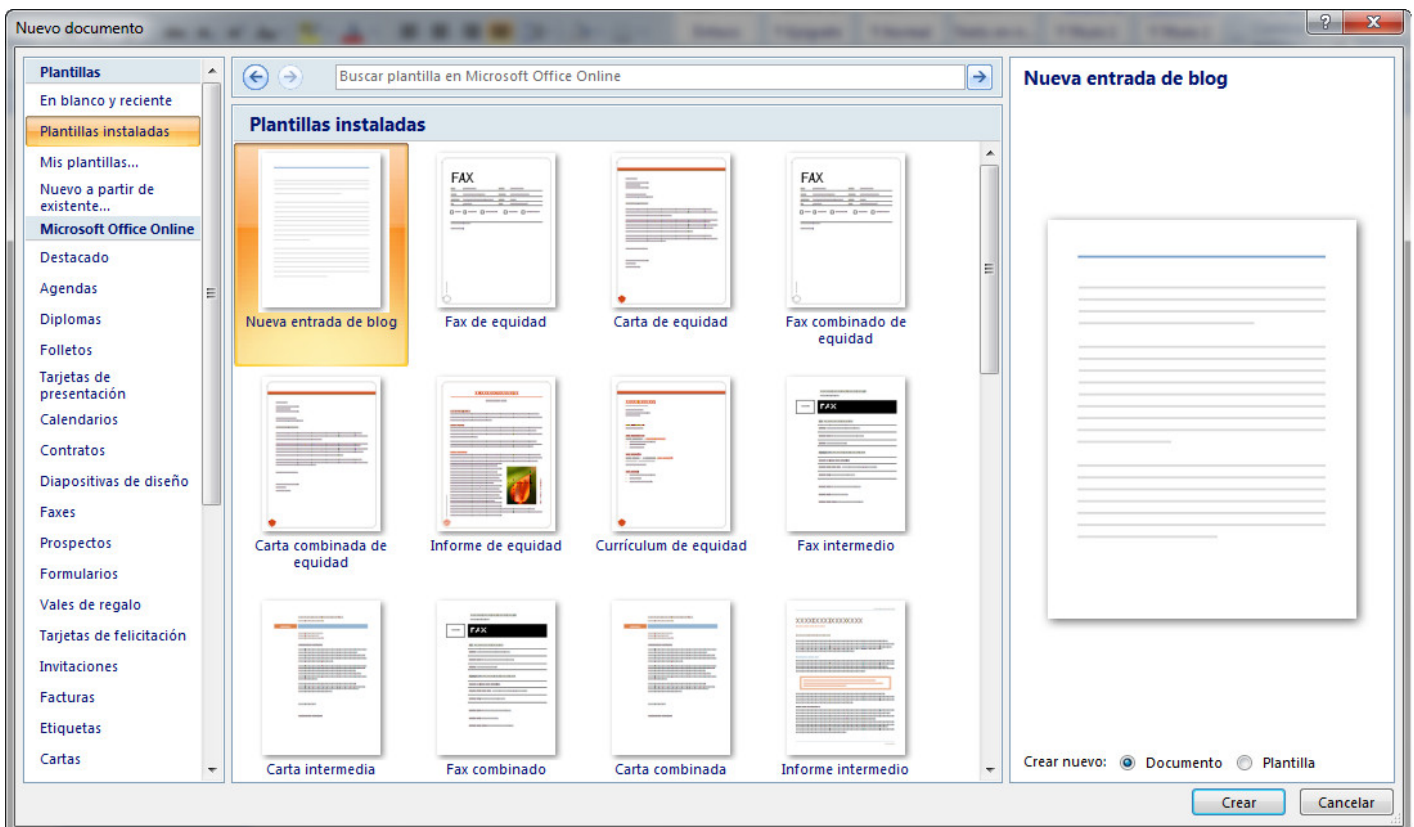 Nuevo documento
Plantillas
En blanco y reciente
Plantillas instaladas
Mis plantillas...
Nuevo a partir de
existente...
Microsoft Office Online
Destacado
Agendas
Diplomas
Folletos
Tarjetas de
presentación
Calendarios
Contratos
Diapositivas de diseño
Faxes
Prospectos
Formularios
Vales de regalo
Tarjetas de felicitación
Invitaciones
Facturas
Etiquetas
Cartas
Buscar plantilla en Microsoft Office Online
Plantillas instaladas
FAX
FAX
Nueva entrada de blog
Fax de equidad
Carta de equidad
Fax combinado de
equidad
FAX
Carta combinada de
equidad
Informe de equidad
Currículum de equidad
Fax intermedio
FAX
Carta intermedia
Fax combinado
Carta combinada
Informe intermedio
Nueva entrada de blog
Crear nuevo: Documento Plantilla
Crear Cancelar